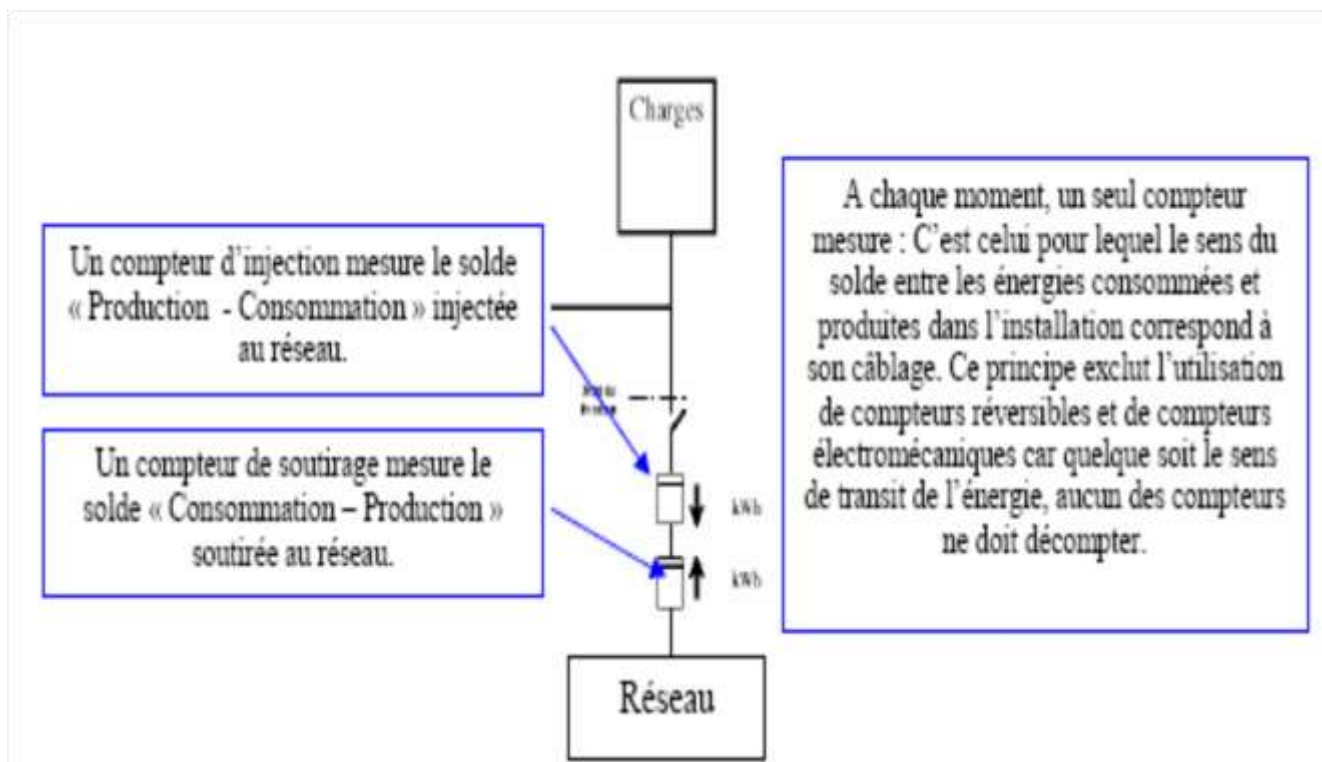 Charges
Un compteur d’injection mesure le solde
« Production - Consommation » injectée
au réseau.
Un compteur de soutirage mesure le
solde « Consommation – Production »
soutirée au réseau.
A chaque moment, un seul compteur
mesure : C’est celui pour lequel le sens du
solde entre les énergies consommées et
produites dans l’installation correspond à
son câblage. Ce principe exclut l’utilisation
de compteurs réversibles et de compteurs
électromécaniques car quelque soit le sens
de transit de l’énergie, aucun des compteurs
ne doit décompter.
kWh
kWh
Réseau